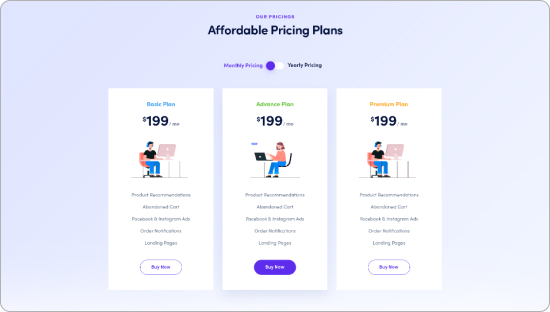 OUR PRICINGS
Affordable Pricing Plans
Monthly Pricing Yearly Pricing
Basic Plan
$199/ mo
Product Recommendations
Abandoned Cart
Facebook & Instagram Ads
Order Notifications
Landing Pages
Buy Now
Advance Plan
$199/ mo
Product Recommendations
Abandoned Cart
Facebook & Instagram Ads
Order Notifications
Landing Pages
Buy Now
Premium Plan
$199/ mo
Product Recommendations
Abandoned Cart
Facebook & Instagram Ads
Order Notifications
Landing Pages
Buy Now